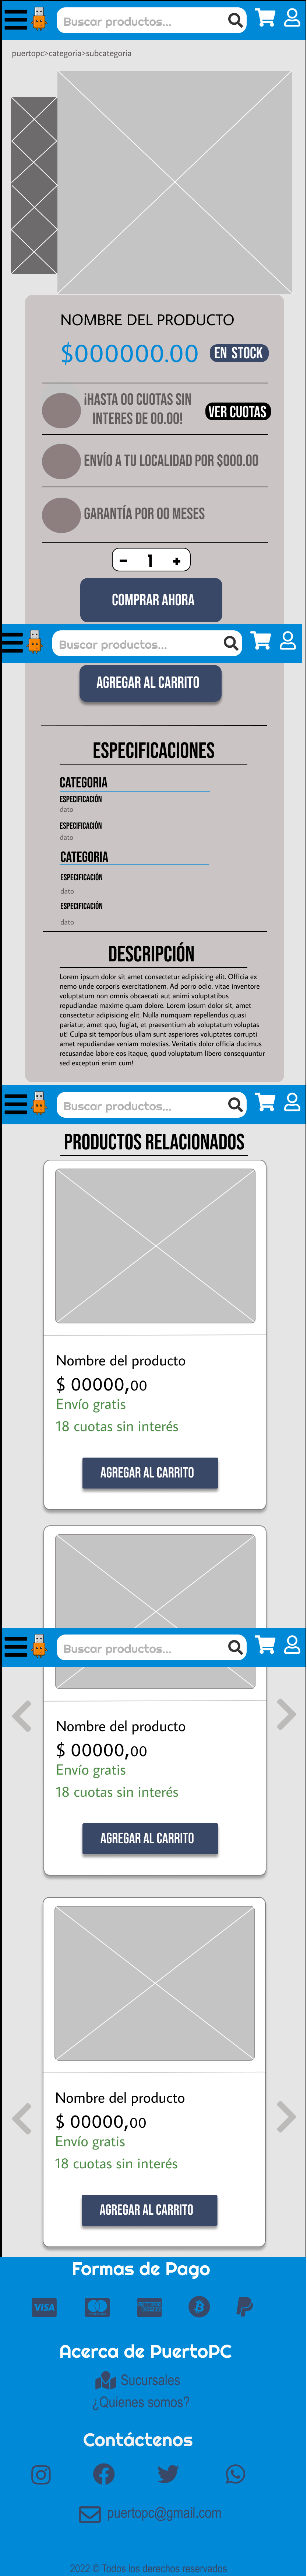 Buscar productos...
puertopc>categoria>subcategoria
NOMBRE DEL PRODUCTO
$000000.00 EN STOCK
¡HASTA 00 CUOTAS SIN
INTERES DE 00.00! VER CUOTAS
ENVÍO A TU LOCALIDAD POR $000.00
GARANTÍA POR 00 MESES
- 1 +
COMPRAR AHORA
Buscar productos...
AGREGAR AL CARRITO
ESPECIFICACIONES
CATEGORIA
ESPECIFICACIÓN
dato
ESPECIFICACIÓN
dato
CATEGORIA
ESPECIFICACIÓN
dato
ESPECIFICACIÓN
dato
DESCRIPCIÓN
Lorem ipsum dolor sit amet consectetur adipisicing elit. Officia ex
nemo unde corporis exercitationem. Ad porro odio, vitae inventore
voluptatum non omnis obcaecati aut animi voluptatibus
repudiandae maxime quam dolore. Lorem ipsum dolor sit, amet
consectetur adipisicing elit. Nulla numquam repellendus quasi
pariatur, amet quo, fugiat, et praesentium ab voluptatum voluptas
ut! Culpa sit temporibus ullam sunt asperiores voluptates corrupti
amet repudiandae veniam molestias. Veritatis dolor officia ducimus
recusandae labore eos itaque, quod voluptatum libero consequuntur
sed excepturi enim cum!
Buscar productos...
PRODUCTOS RELACIONADOS
Nombre del producto
$ 00000,00
Envío gratis
18 cuotas sin interés
AGREGAR AL CARRITO
Buscar productos...
Nombre del producto
$ 00000,00
Envío gratis
18 cuotas sin interés
AGREGAR AL CARRITO
Nombre del producto
$ 00000,00
Envío gratis
18 cuotas sin interés
AGREGAR AL CARRITO
Formas de Pago
VISA
Acerca de PuertoPC
Sucursales
¿Quienes somos?
Contáctenos
puertopc@gmail.com
2022 © Todos los derechos reservados